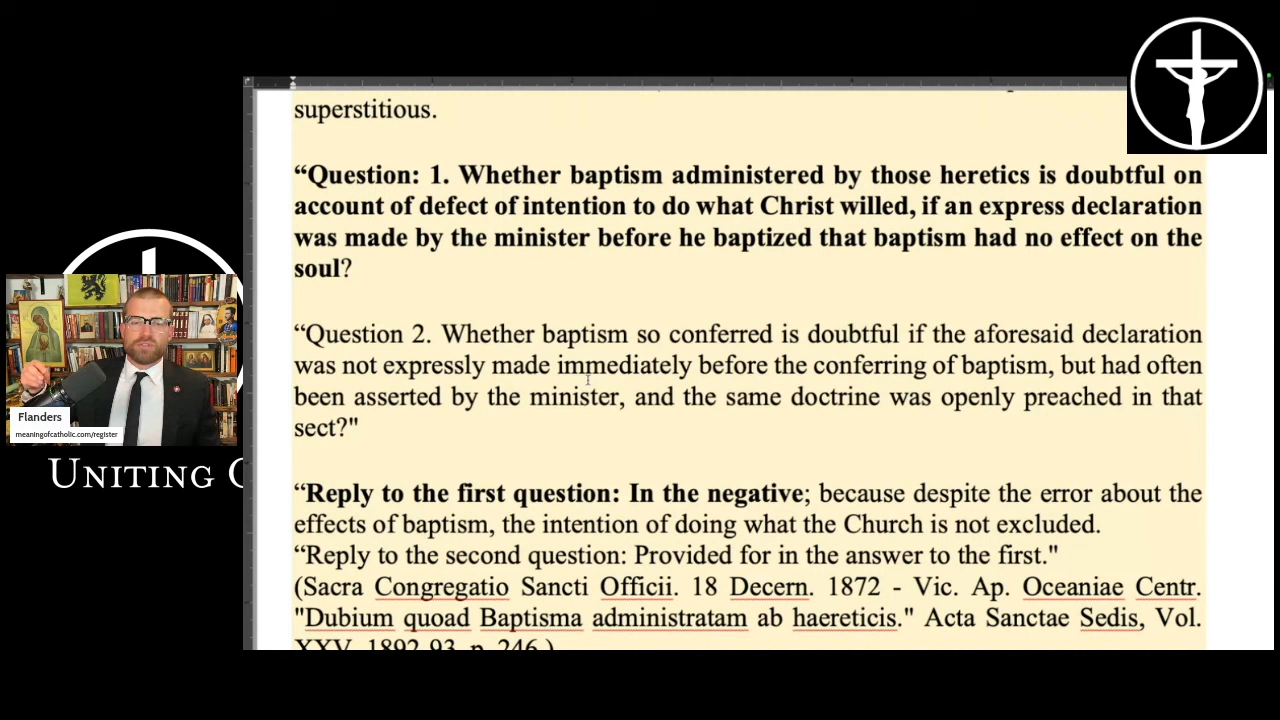 superstitious.
“Question: 1. Whether baptism administered by those heretics is doubtful on
account of defect of intention to do what Christ willed, if an express declaration
was made by the minister before he baptized that baptism had no effect on the
soul?
“Question 2. Whether baptism so conferred is doubtful if the aforesaid declaration
was not expressly made immediately before the conferring of baptism, but had often
been asserted by the minister, and the same doctrine was openly preached in that
sect?"
“Reply to the first question: In the negative; because despite the error about the
effects of baptism, the intention of doing what the Church is not excluded.
“Reply to the second question: Provided for in the answer to the first."
(Sacra Congregatio Sancti Officii. 18 Decern. 1872 - Vic. Ap. Oceaniae Centr.
"Dubium quoad Baptisma administratam ab haereticis." Acta Sanctae Sedis, Vol.
XXV, 1892-93, p. 246.)
Flanders
meaningofcatholic.com/register
UNITING C